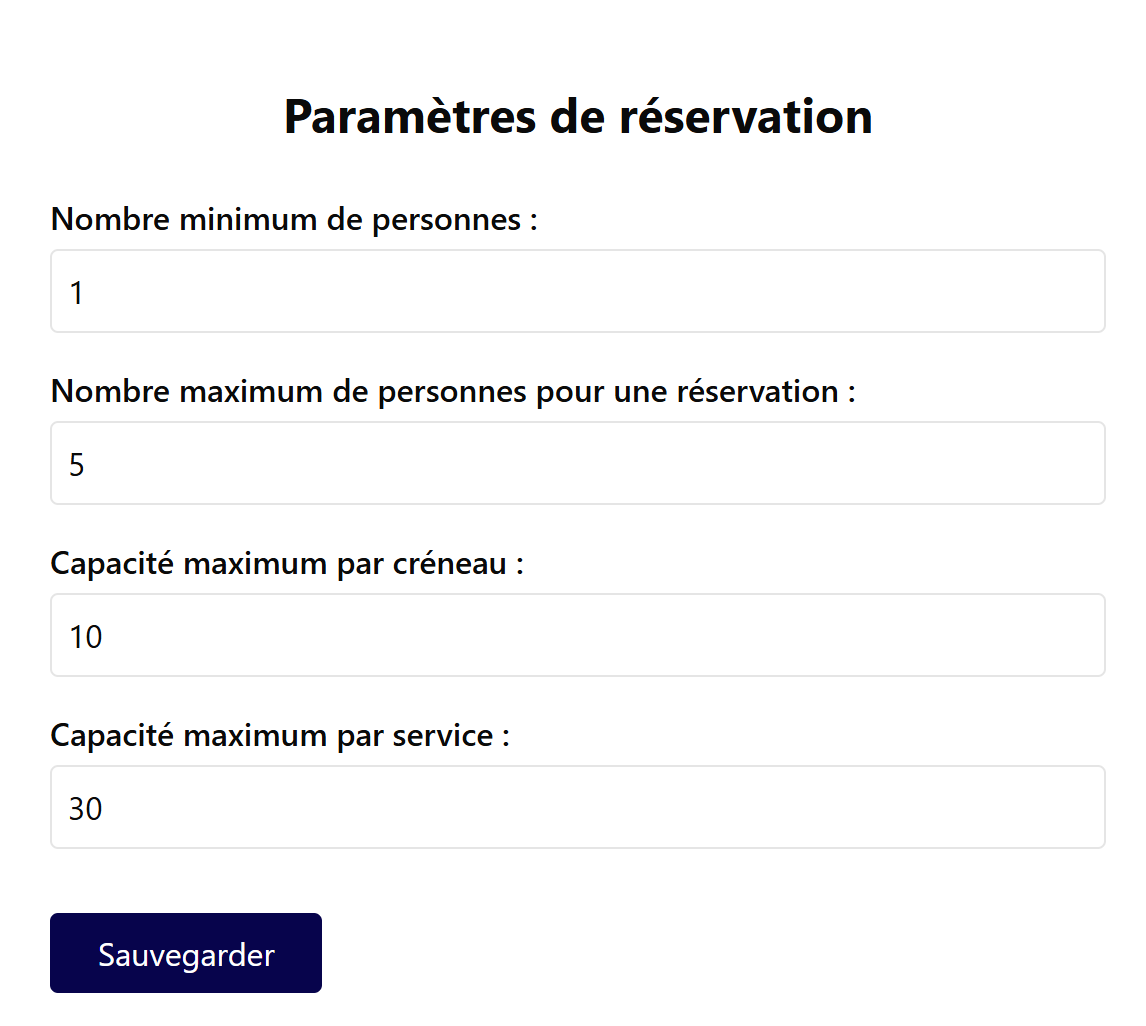 Paramètres de réservation
Nombre minimum de personnes :
1
Nombre maximum de personnes pour une réservation :
5
Capacité maximum par créneau :
10
Capacité maximum par service :
30
Sauvegarder